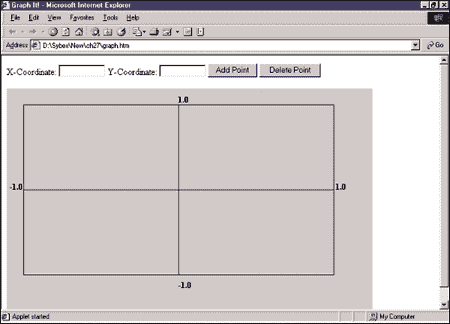 Graph It! - Microsoft Internet Explorer
File Edit View Favorites Tools Help
Address D:\Sybex\New\ch27\graph.htm Go
X-Coordinate: Y-Coordinate: Add Point Delete Point
1.0
-1.0 1.0
-1.0
Applet started My Computer